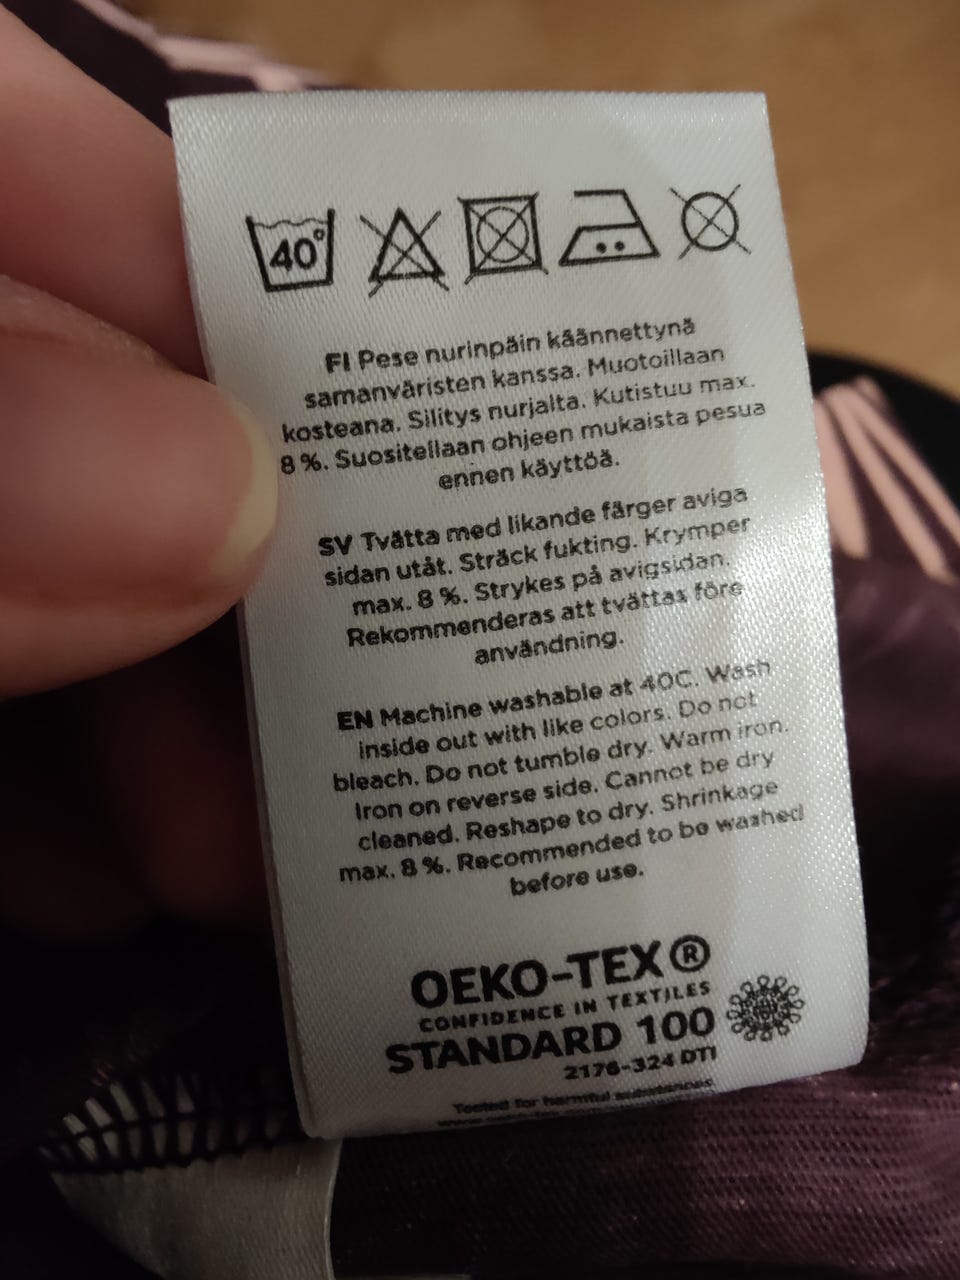 40°
FI Pese nurinpäin käännettynä
samanväristen kanssa. Muotoillaan
kosteana. Silitys nurjalta. Kutistuu max.
8 %. Suositellaan ohjeen mukaista pesua
ennen käyttöä.
SV Tvätta med likande färger aviga
sidan utåt. Sträck fukting. Krymper
max. 8 %. Strykes på avigsidan.
Rekommenderas att tvättas före
användning.
EN Machine washable at 40C. Wash
inside out with like colors. Do not
bleach. Do not tumble dry. Warm iron.
Iron on reverse side. Cannot be dry
cleaned. Reshape to dry. Shrinkage
max. 8 %. Recommended to be washed
before use.
OEKO-TEX®
CONFIDENCE IN TEXTILES
STANDARD 100
2176-324 DTI
Tested for harmful substances